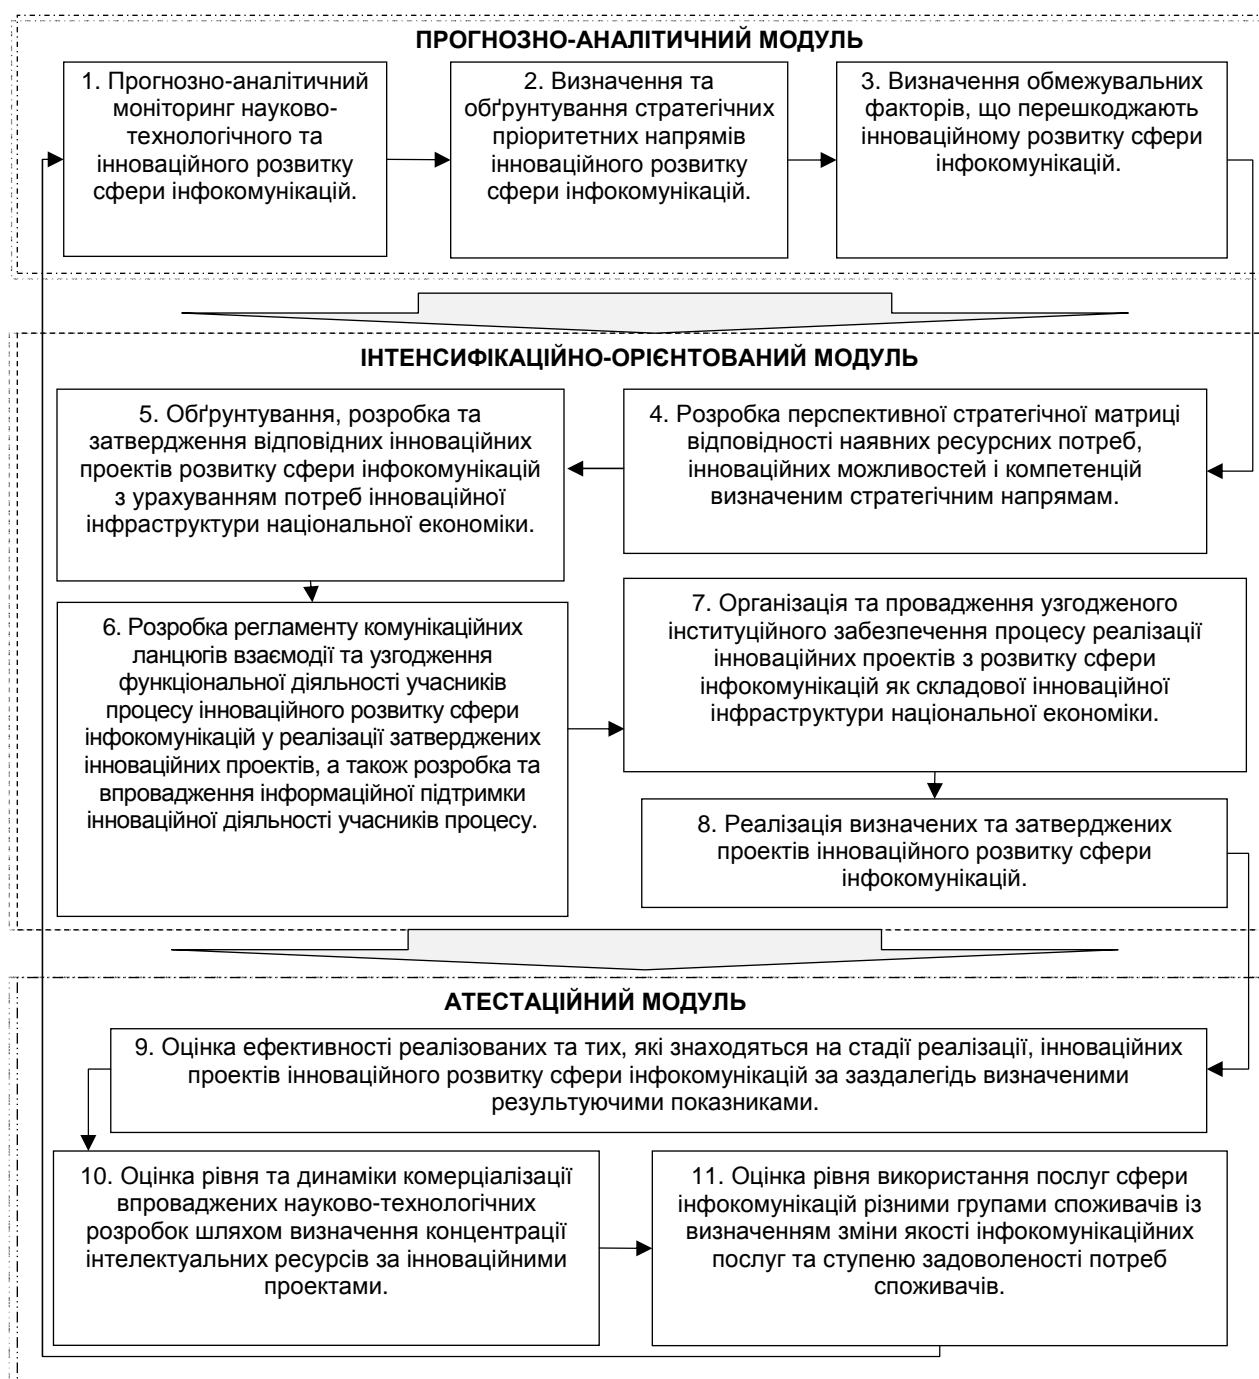 ПРОГНОЗНО-АНАЛІТИЧНИЙ МОДУЛЬ
1. Прогнозно-аналітичний
моніторинг науково-
технологічного та
інноваційного розвитку
сфери інфокомунікацій.
2. Визначення та
обґрунтування стратегічних
пріоритетних напрямів
інноваційного розвитку
сфери інфокомунікацій.
3. Визначення обмежувальних
факторів, що перешкоджають
інноваційному розвитку сфери
інфокомунікацій.
ІНТЕНСИФІКАЦІЙНО-ОРІЄНТОВАНИЙ МОДУЛЬ
4. Розробка перспективної стратегічної матриці
відповідності наявних ресурсних потреб,
інноваційних можливостей і компетенцій
визначеним стратегічним напрямам.
5. Обґрунтування, розробка та
затвердження відповідних інноваційних
проектів розвитку сфери інфокомунікацій
з урахуванням потреб інноваційної
інфраструктури національної економіки.
6. Розробка регламенту комунікаційних
ланцюгів взаємодії та узгодження
функціональної діяльності учасників
процесу інноваційного розвитку сфери
інфокомунікацій у реалізації затверджених
інноваційних проектів, а також розробка та
впровадження інформаційної підтримки
інноваційної діяльності учасників процесу.
7. Організація та провадження узгодженого
інституційного забезпечення процесу реалізації
інноваційних проектів з розвитку сфери
інфокомунікацій як складової інноваційної
інфраструктури національної економіки.
8. Реалізація визначених та затверджених
проектів інноваційного розвитку сфери
інфокомунікацій.
АТЕСТАЦІЙНИЙ МОДУЛЬ
9. Оцінка ефективності реалізованих та тих, які знаходяться на стадії реалізації, інноваційних
проектів інноваційного розвитку сфери інфокомунікацій за заздалегідь визначеними
результуючими показниками.
10. Оцінка рівня та динаміки комерціалізації
впроваджених науково-технологічних
розробок шляхом визначення концентрації
інтелектуальних ресурсів за інноваційними
проектами.
11. Оцінка рівня використання послуг сфери
інфокомунікацій різними групами споживачів із
визначенням зміни якості інфокомунікаційних
послуг та ступеню задоволеності потреб
споживачів.